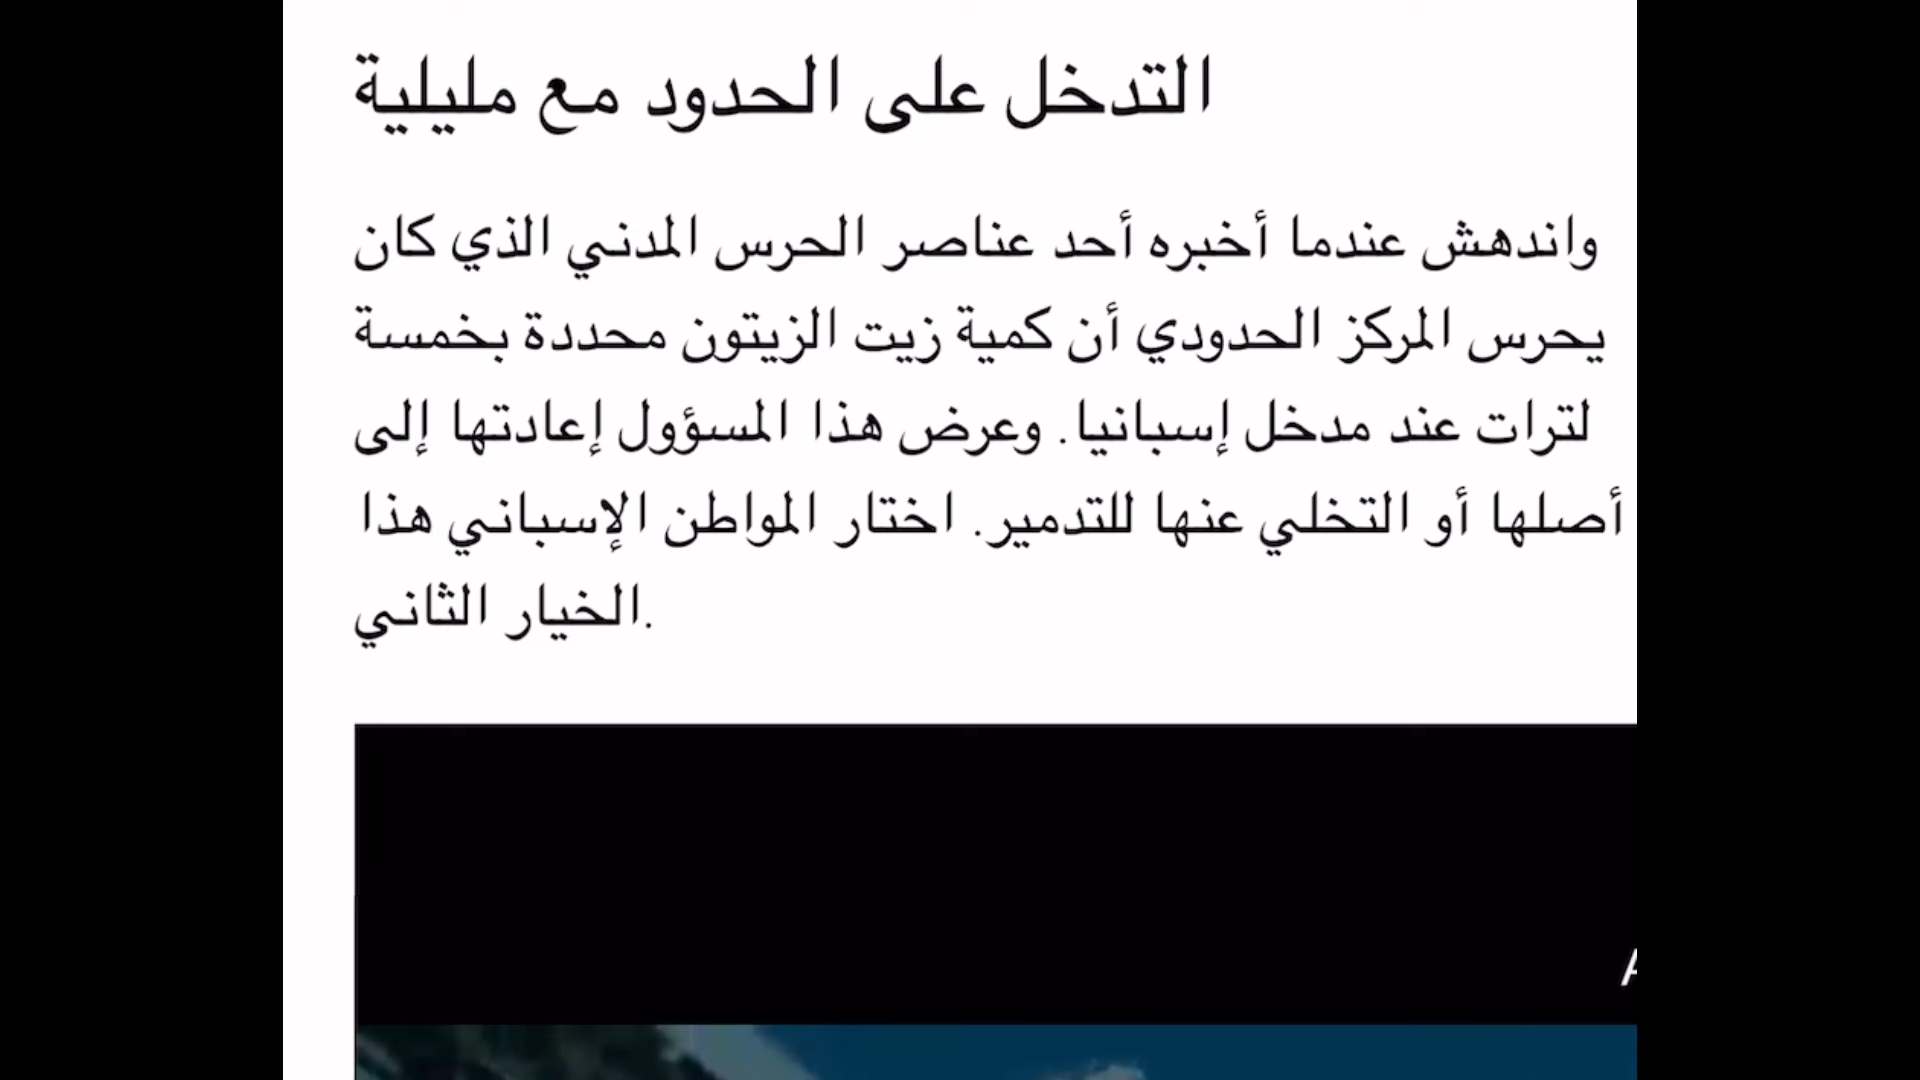 التدخل على الحدود مع مليلية
واندهش عندما أخبره أحد عناصر الحرس المدني الذي كان
يحرس المركز الحدودي أن كمية زيت الزيتون محددة بخمسة
لترات عند مدخل إسبانيا. وعرض هذا المسؤول إعادتها إلى
أصلها أو التخلي عنها للتدمير. اختار المواطن الإسباني هذا
.الخيار الثاني